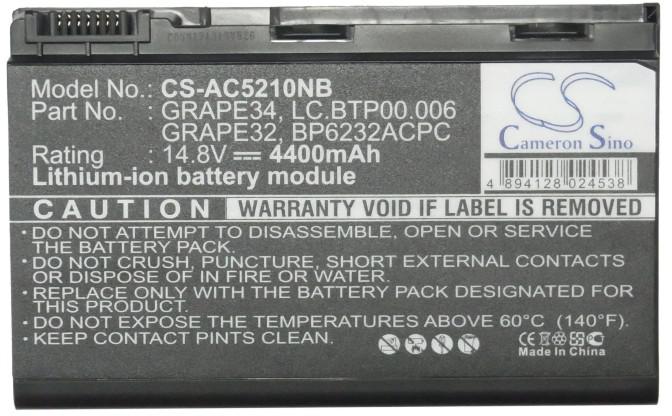 Model No.: CS-AC5210NB
Part No. : GRAPE34, LC.BTP00.006
GRAPE32, BP6232ACPC
Rating : 14.8V 4400mAh
Lithium-ion battery module
CS
Cameron Sino
4 894128 024538
CAUTION WARRANTY VOID IF LABEL IS REMOVED
• DO NOT ATTEMPT TO DISASSEMBLE, OPEN OR SERVICE
THE BATTERY PACK.
• DO NOT CRUSH, PUNCTURE, SHORT EXTERNAL CONTACTS,
OR DISPOSE OF IN FIRE OR WATER.
• REPLACE ONLY WITH THE BATTERY PACK DESIGNATED FOR
THIS PRODUCT.
• DO NOT EXPOSE TO TEMPERATURES ABOVE 60°C (140°F).
• KEEP CONTACT PINS CLEAN.
CE
Made In China